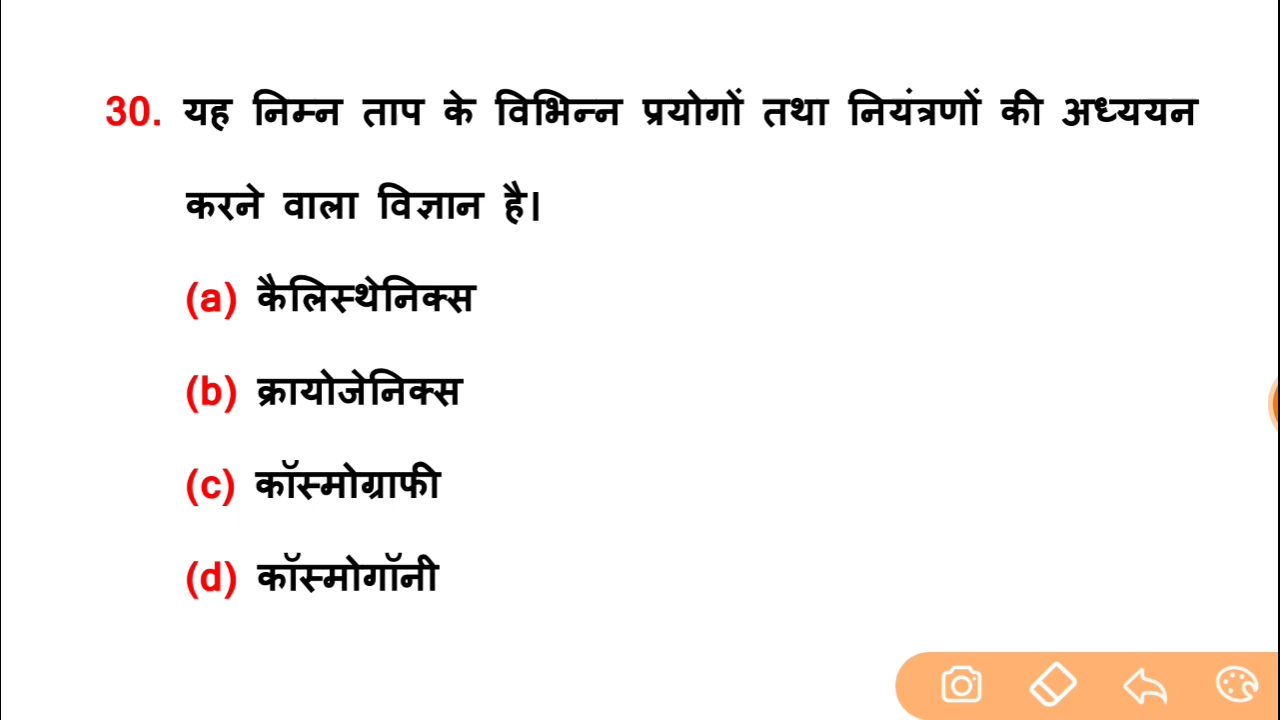 30. यह निम्न ताप के विभिन्न प्रयोगों तथा नियंत्रणों की अध्ययन
करने वाला विज्ञान है।
(a) कैलिस्थेनिक्स
(b) क्रायोजेनिक्स
(c) कॉस्मोग्राफी
(d) कॉस्मोगॉनी